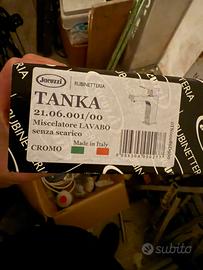 Jacuzzi
RUBINETTERIA
TANKA
21.06.001/00
Miscelatore LAVABO
senza scarico
CROMO
Made in Italy
RUBINETTERIA
subito